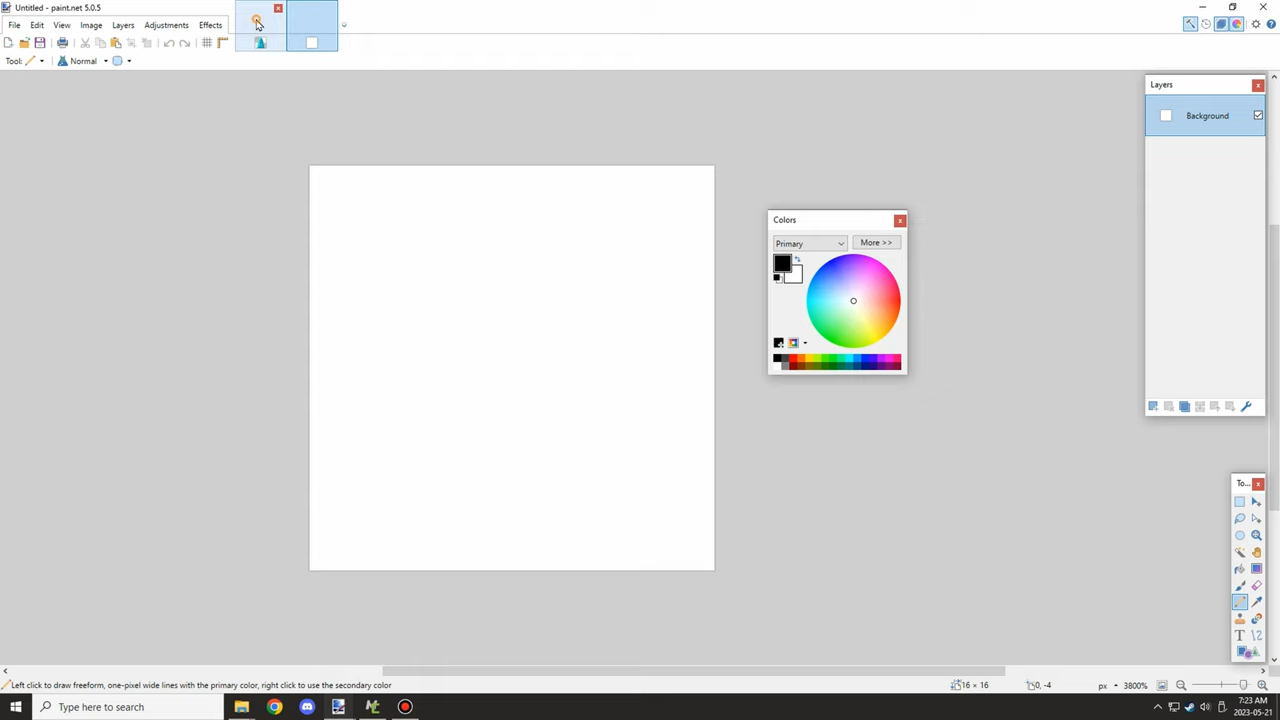 Untitled - paint.net 5.0.5
File Edit View Image Layers Adjustments Effects
Tool: Normal
Layers
Background
Colors
Primary More >>
To...
Left click to draw freeform, one-pixel wide lines with the primary color, right click to use the secondary color
16 × 16
0, -4
px
3800%
Type here to search
7:23 AM
2023-05-21